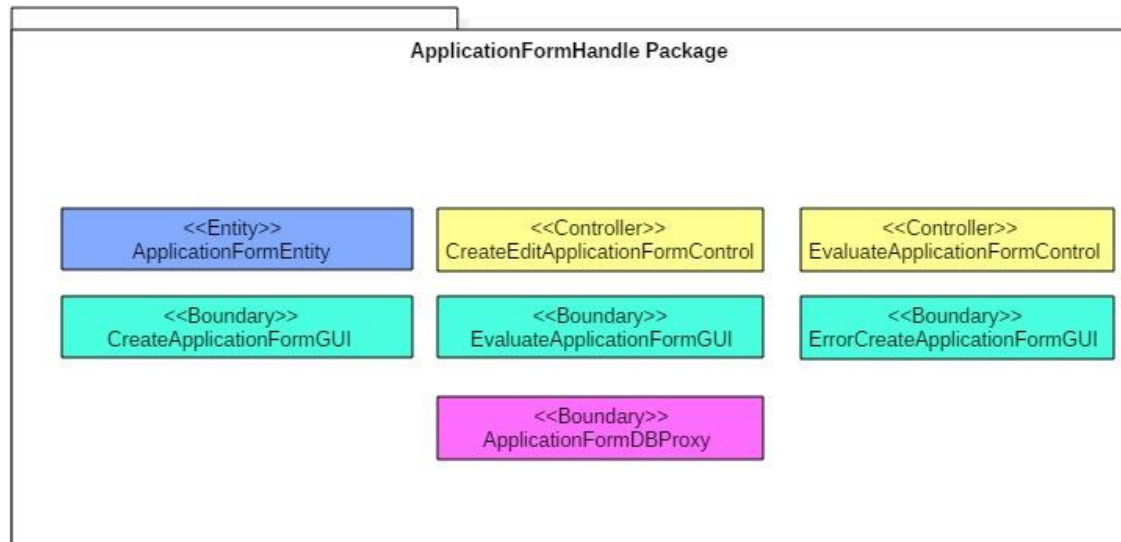 ApplicationFormHandle Package
<<Entity>>
ApplicationFormEntity
<<Controller>>
CreateEditApplicationFormControl
<<Controller>>
EvaluateApplicationFormControl
<<Boundary>>
CreateApplicationFormGUI
<<Boundary>>
EvaluateApplicationFormGUI
<<Boundary>>
ErrorCreateApplicationFormGUI
<<Boundary>>
ApplicationFormDBProxy